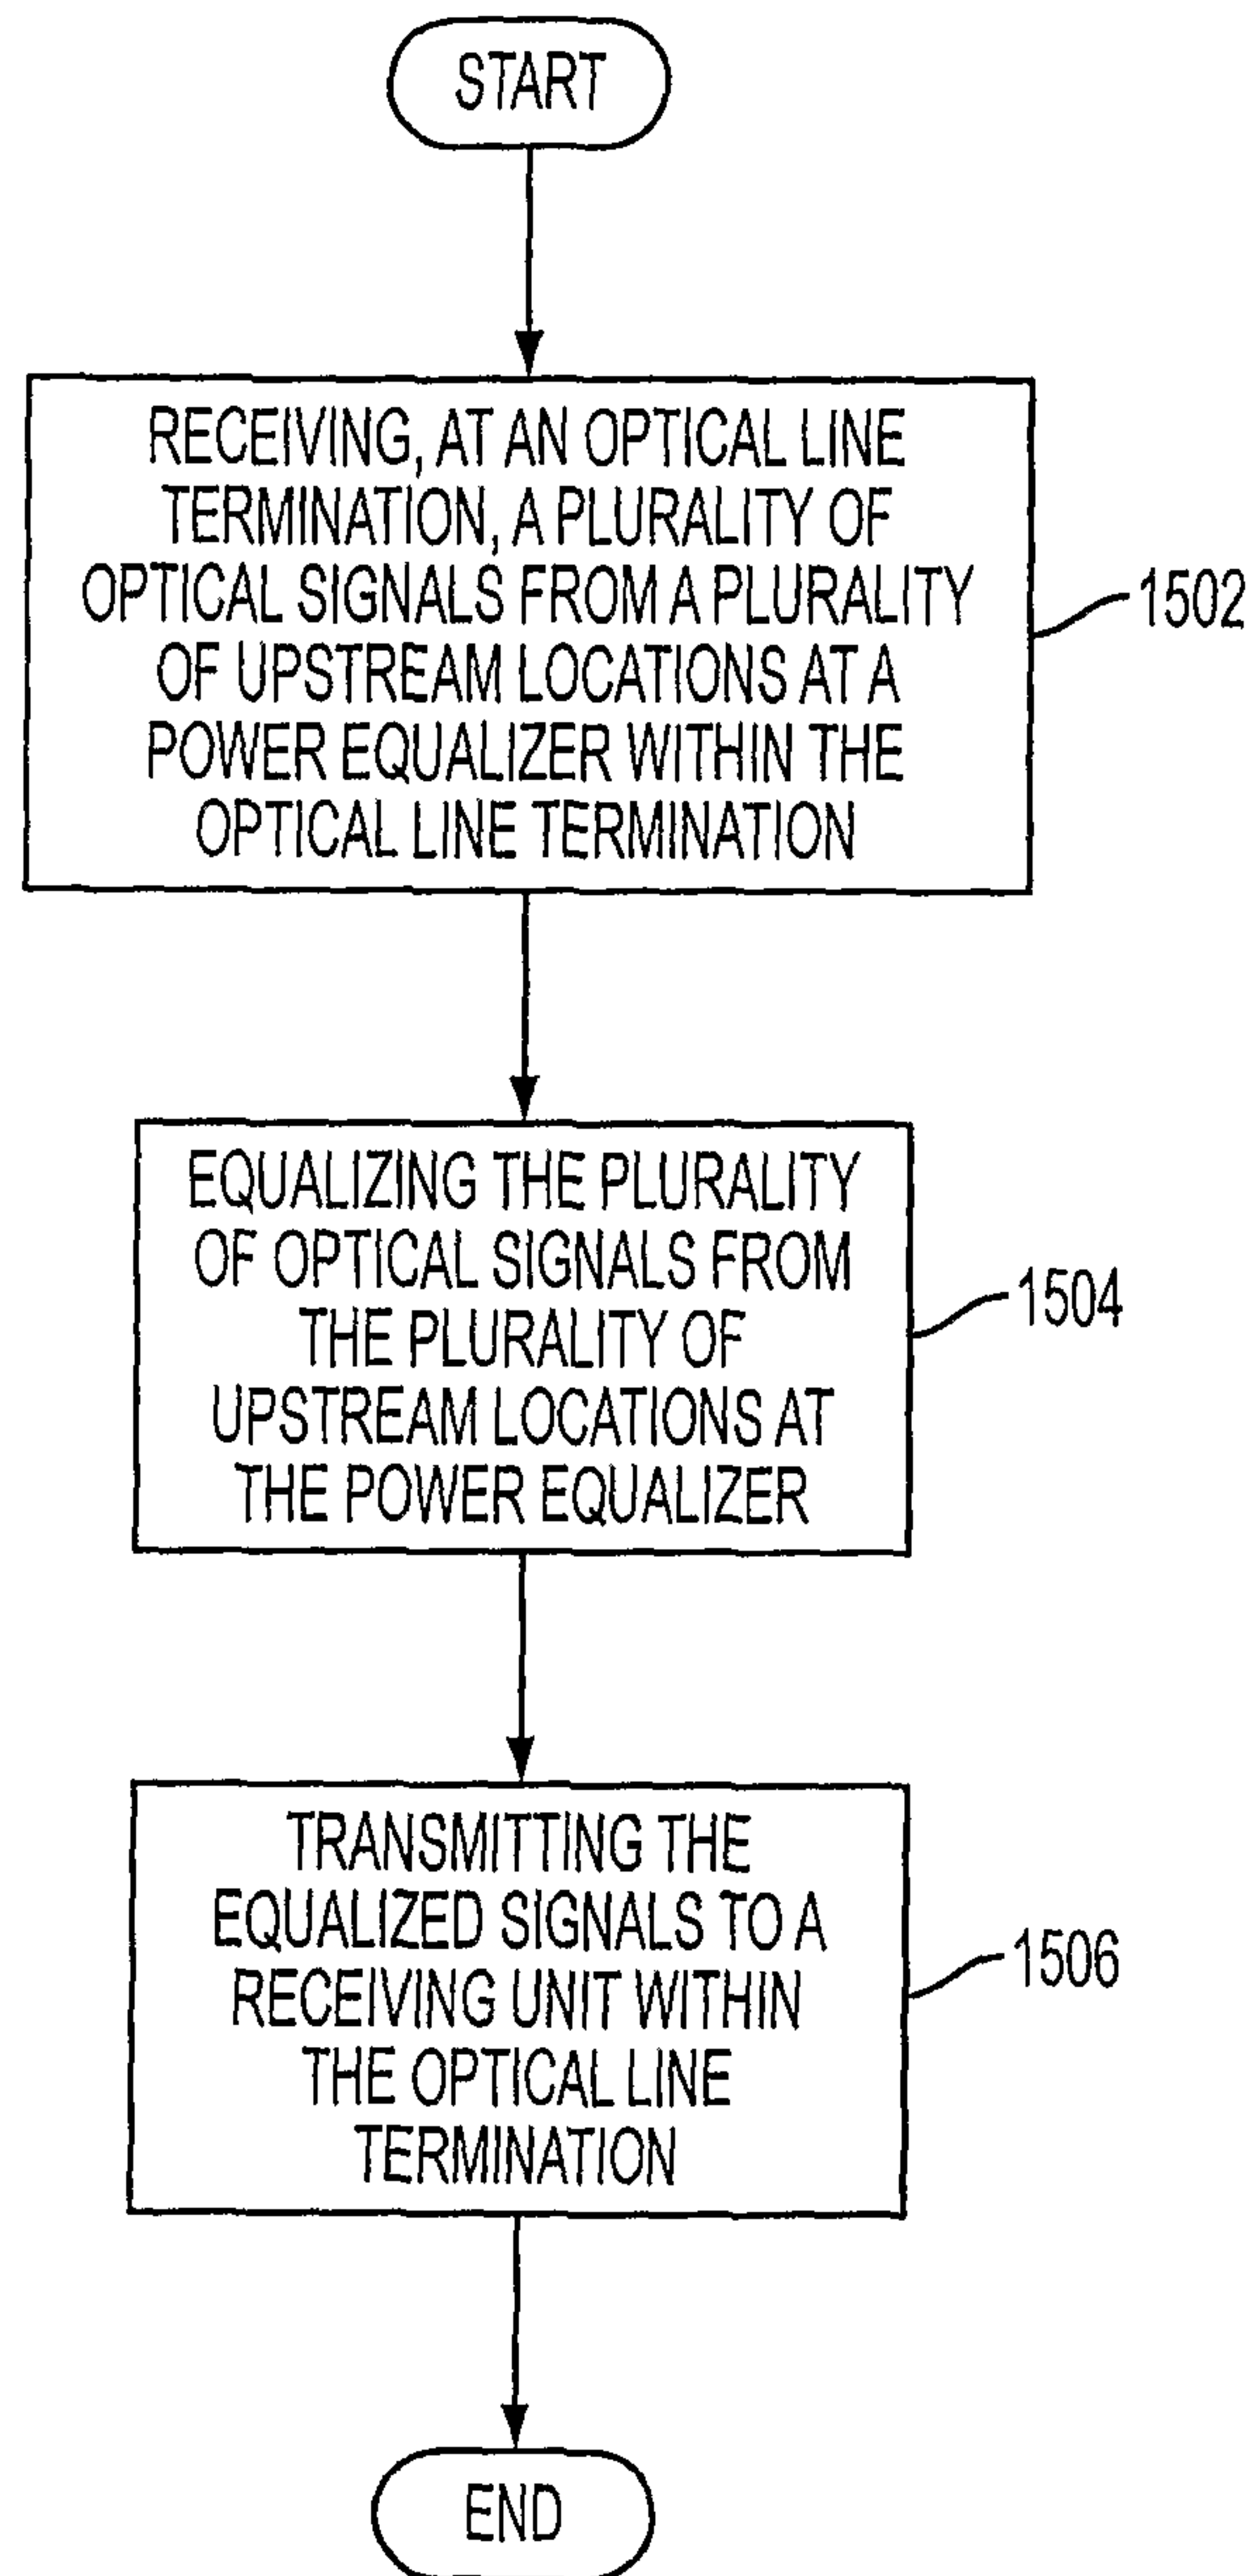 START
RECEIVING, AT AN OPTICAL LINE
TERMINATION, A PLURALITY OF
OPTICAL SIGNALS FROM A PLURALITY
OF UPSTREAM LOCATIONS AT A
POWER EQUALIZER WITHIN THE
OPTICAL LINE TERMINATION
1502
EQUALIZING THE PLURALITY
OF OPTICAL SIGNALS FROM
THE PLURALITY OF
UPSTREAM LOCATIONS AT
THE POWER EQUALIZER
1504
TRANSMITTING THE
EQUALIZED SIGNALS TO A
RECEIVING UNIT WITHIN
THE OPTICAL LINE
TERMINATION
1506
END